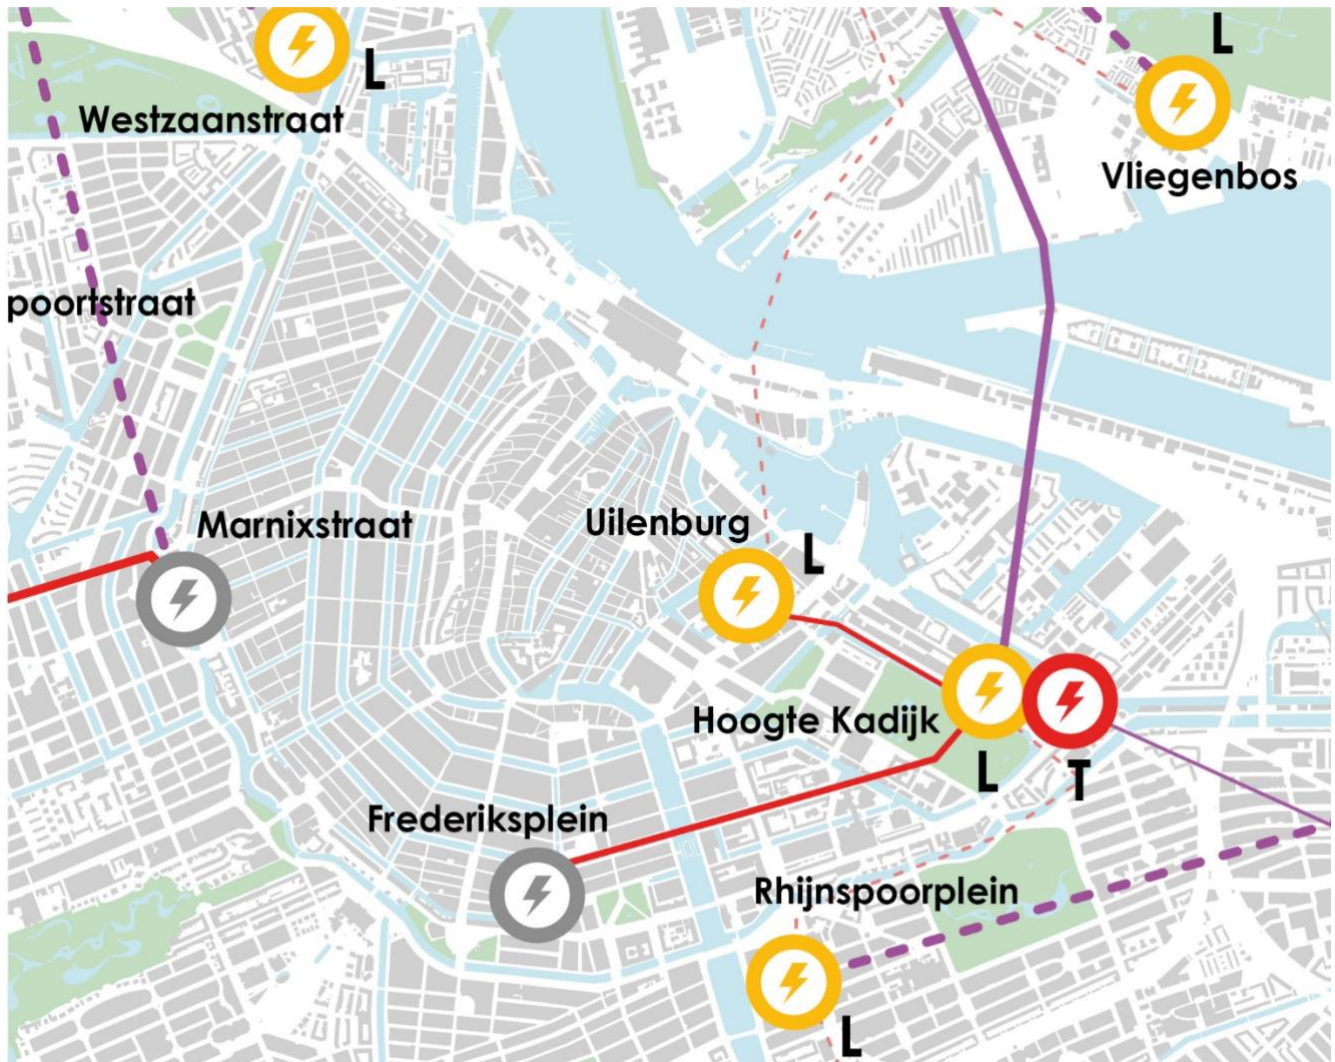 L
L
Westzaanstraat
Vliegenbos
poortstraat
Marnixstraat
Uilenburg
L
Hoogte Kadijk
L
T
Frederiksplein
Rhijnspoorplein
L